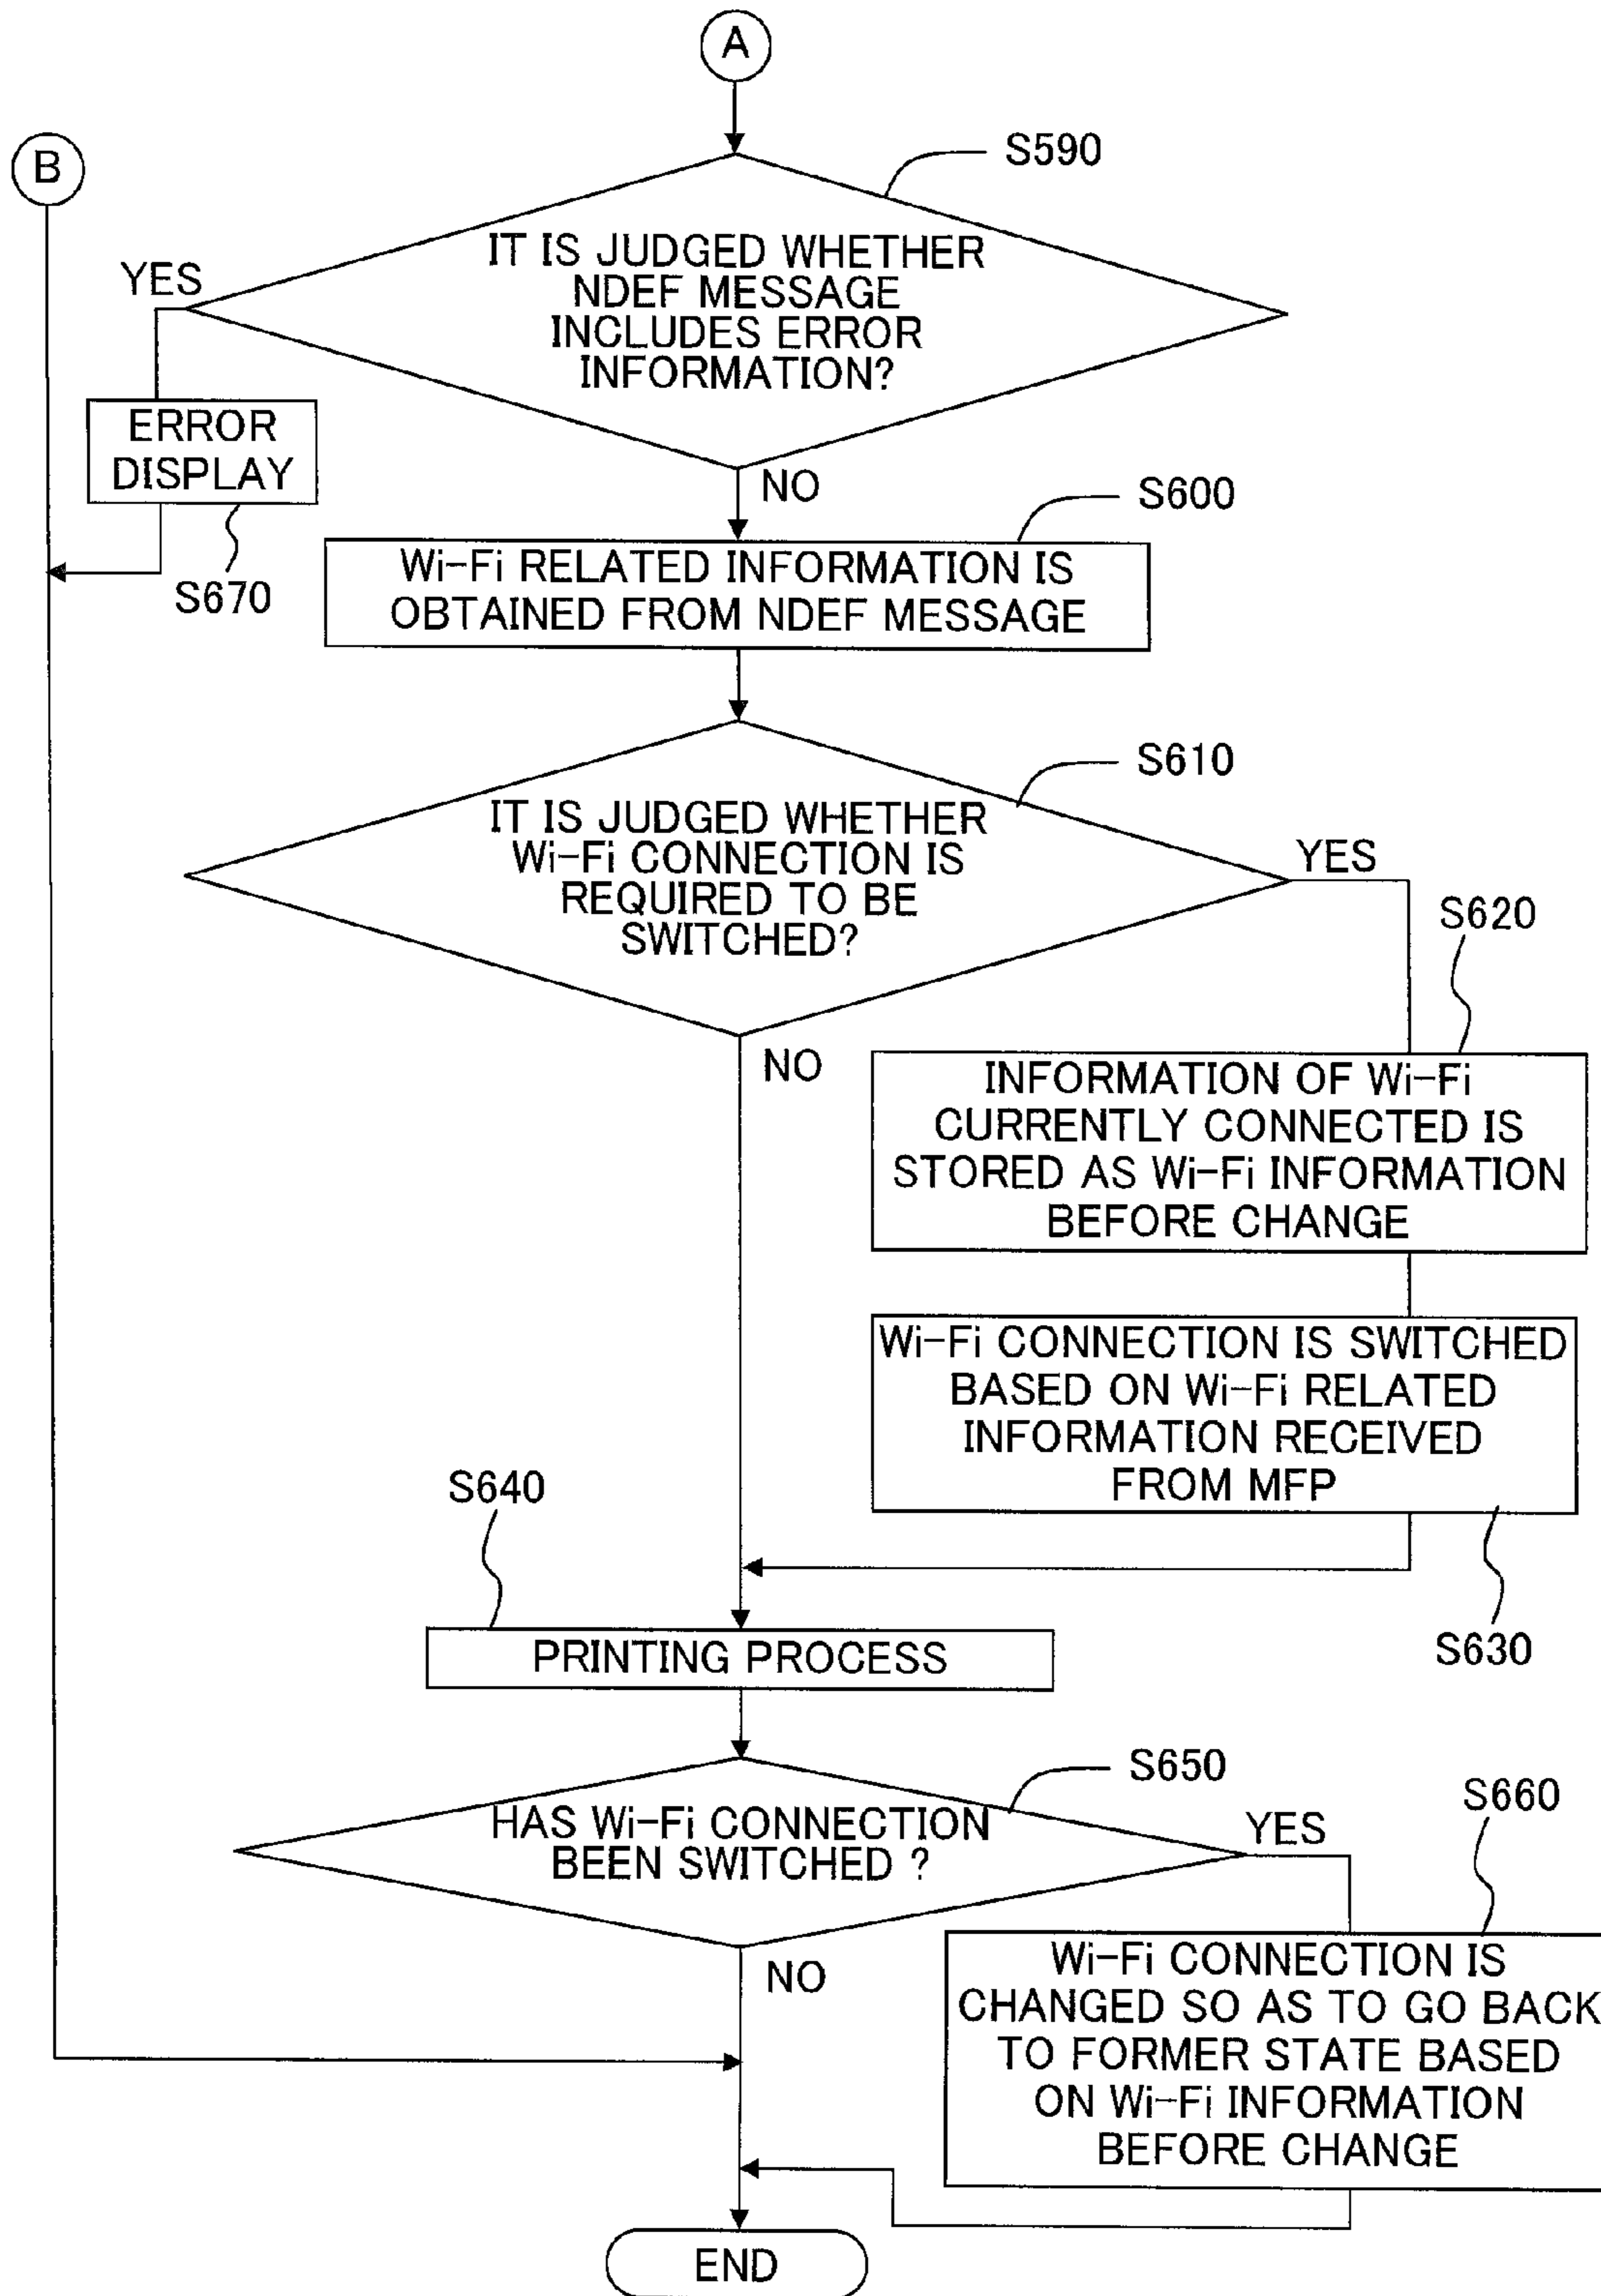 A
B
S590
IT IS JUDGED WHETHER
NDEF MESSAGE
INCLUDES ERROR
INFORMATION?
YES
ERROR
DISPLAY
S670
NO
S600
Wi-Fi RELATED INFORMATION IS
OBTAINED FROM NDEF MESSAGE
S610
IT IS JUDGED WHETHER
Wi-Fi CONNECTION IS
REQUIRED TO BE
SWITCHED?
YES
S620
NO
INFORMATION OF Wi-Fi
CURRENTLY CONNECTED IS
STORED AS Wi-Fi INFORMATION
BEFORE CHANGE
Wi-Fi CONNECTION IS SWITCHED
BASED ON Wi-Fi RELATED
INFORMATION RECEIVED
FROM MFP
S630
S640
PRINTING PROCESS
S650
HAS Wi-Fi CONNECTION
BEEN SWITCHED ?
YES
S660
NO
Wi-Fi CONNECTION IS
CHANGED SO AS TO GO BACK
TO FORMER STATE BASED
ON Wi-Fi INFORMATION
BEFORE CHANGE
END